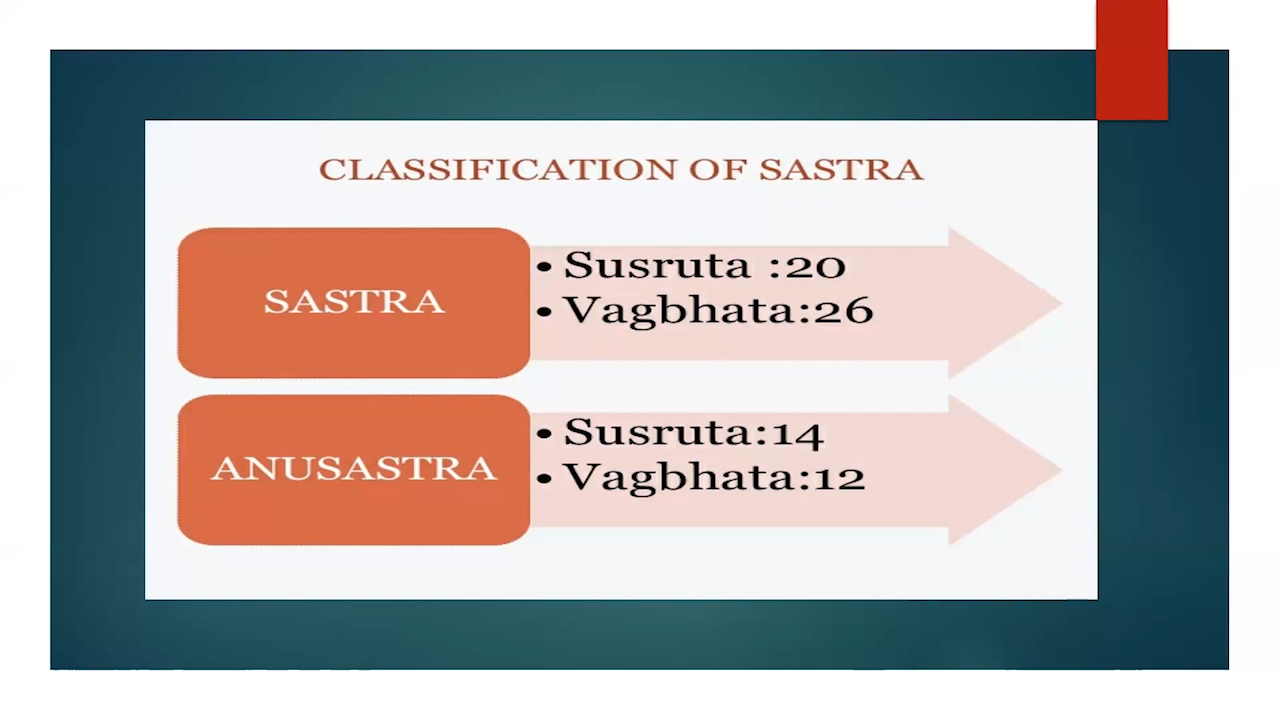 CLASSIFICATION OF SASTRA
SASTRA
• Susruta :20
• Vagbhata:26
ANUSASTRA
• Susruta:14
• Vagbhata:12